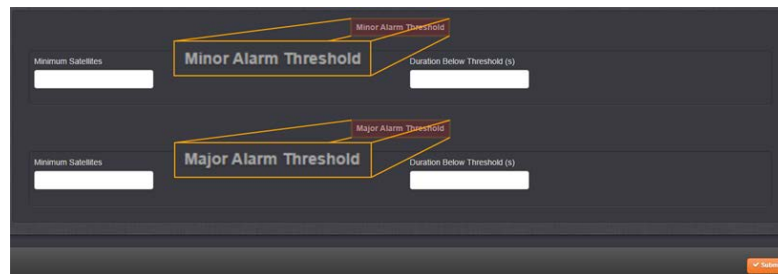 Minor Alarm Threshold
Minor Alarm Threshold
Minimum Satellites
Duration Below Threshold (s)
Major Alarm Threshold
Major Alarm Threshold
Minimum Satellites
Duration Below Threshold (s)
Submit